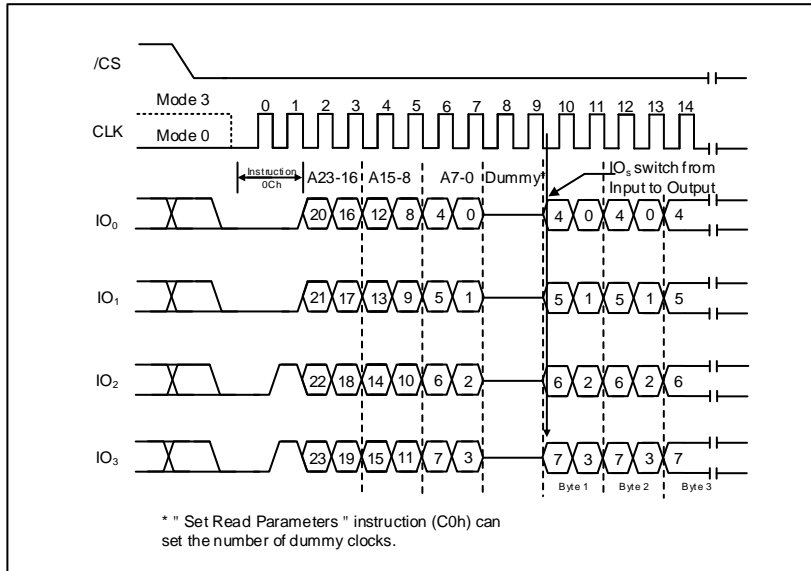 /CS
Mode 3
0 1 2 3 4 5 6 7 8 9 10 11 12 13 14
CLK
Mode 0
Instruction
0Ch
A23-16 A15-8 A7-0 Dummy*
IOs switch from
Input to Output
IO0 20 16 12 8 4 0 4 0 4 0 4
IO1 21 17 13 9 5 1 5 1 5 1 5
IO2 22 18 14 10 6 2 6 2 6 2 6
IO3 23 19 15 11 7 3 7 3 7 3 7
Byte 1 Byte 2 Byte 3
* " Set Read Parameters " instruction (C0h) can
set the number of dummy clocks.